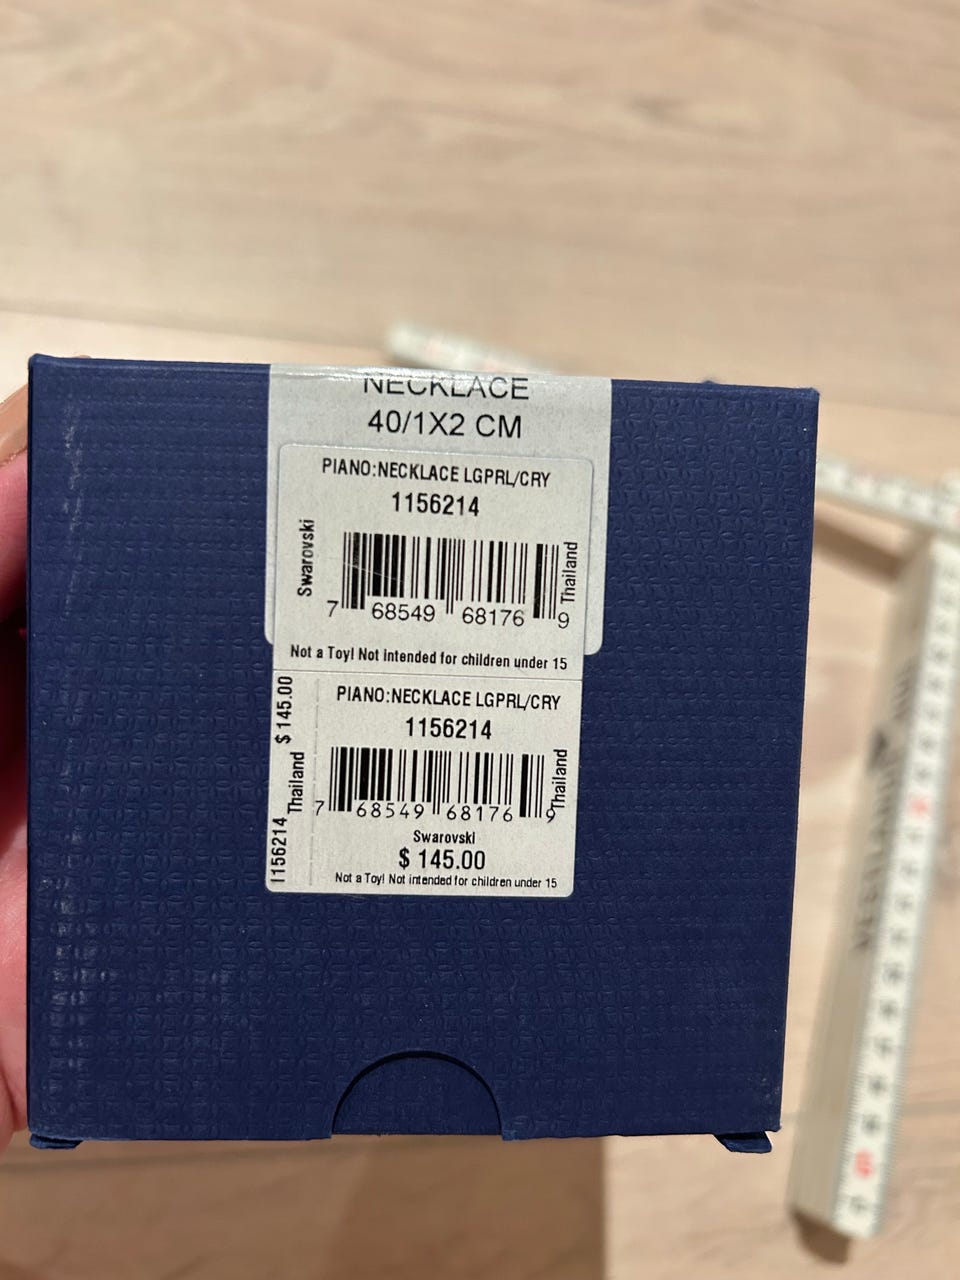 NECKLACE
40/1X2 CM
PIANO:NECKLACE LGPRL/CRY
1156214
Swarovski
Thailand
7 68549 68176 9
Not a Toy! Not intended for children under 15
1156214 Thailand $ 145.00
PIANO:NECKLACE LGPRL/CRY
1156214
Thailand
7 68549 68176 9
Swarovski
$ 145.00
Not a Toy! Not intended for children under 15